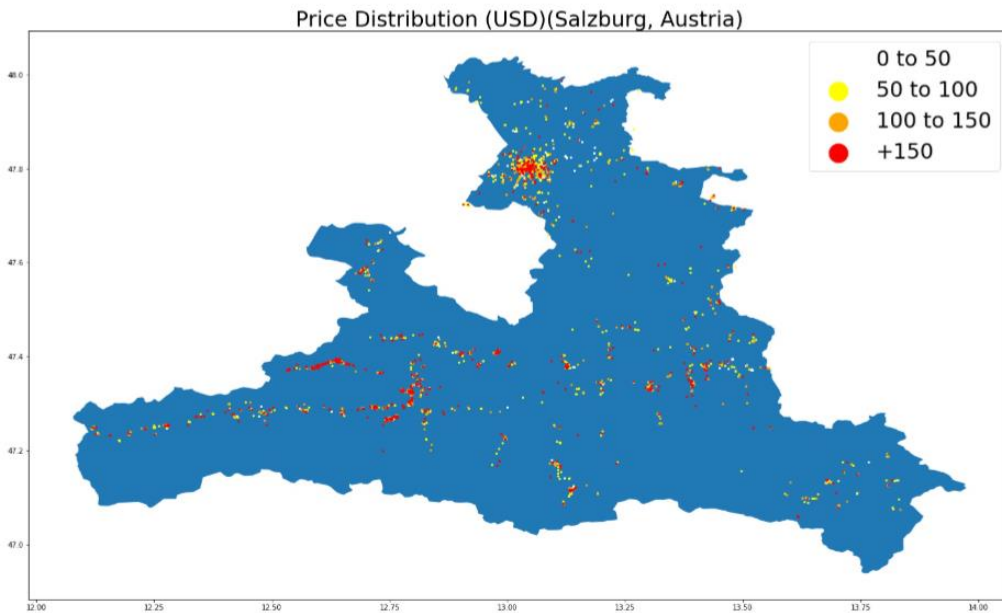 Price Distribution (USD)(Salzburg, Austria)
0 to 50
50 to 100
100 to 150
+150
48.0
47.8
47.6
47.4
47.2
47.0
12.00 12.25 12.50 12.75 13.00 13.25 13.50 13.75 14.00